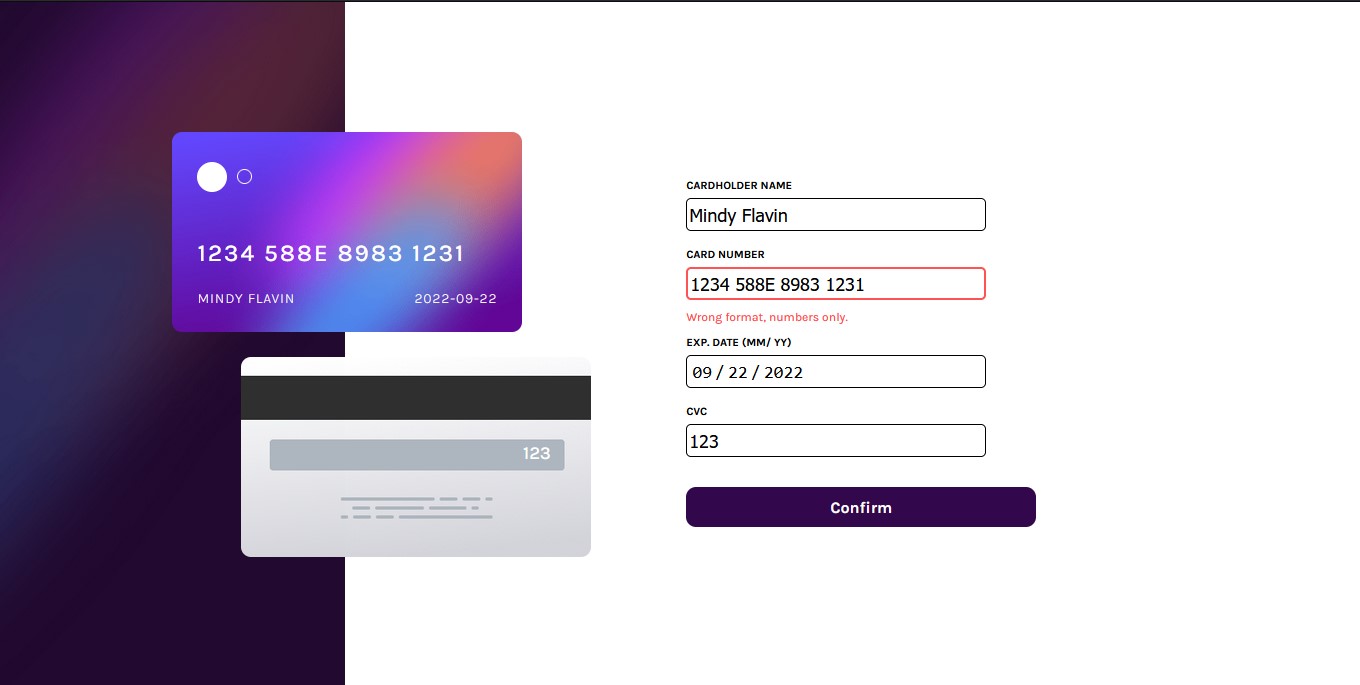 1234 588E 8983 1231
MINDY FLAVIN 2022-09-22
123
CARDHOLDER NAME
Mindy Flavin
CARD NUMBER
1234 588E 8983 1231
Wrong format, numbers only.
EXP. DATE (MM/ YY)
09 / 22 / 2022
CVC
123
Confirm